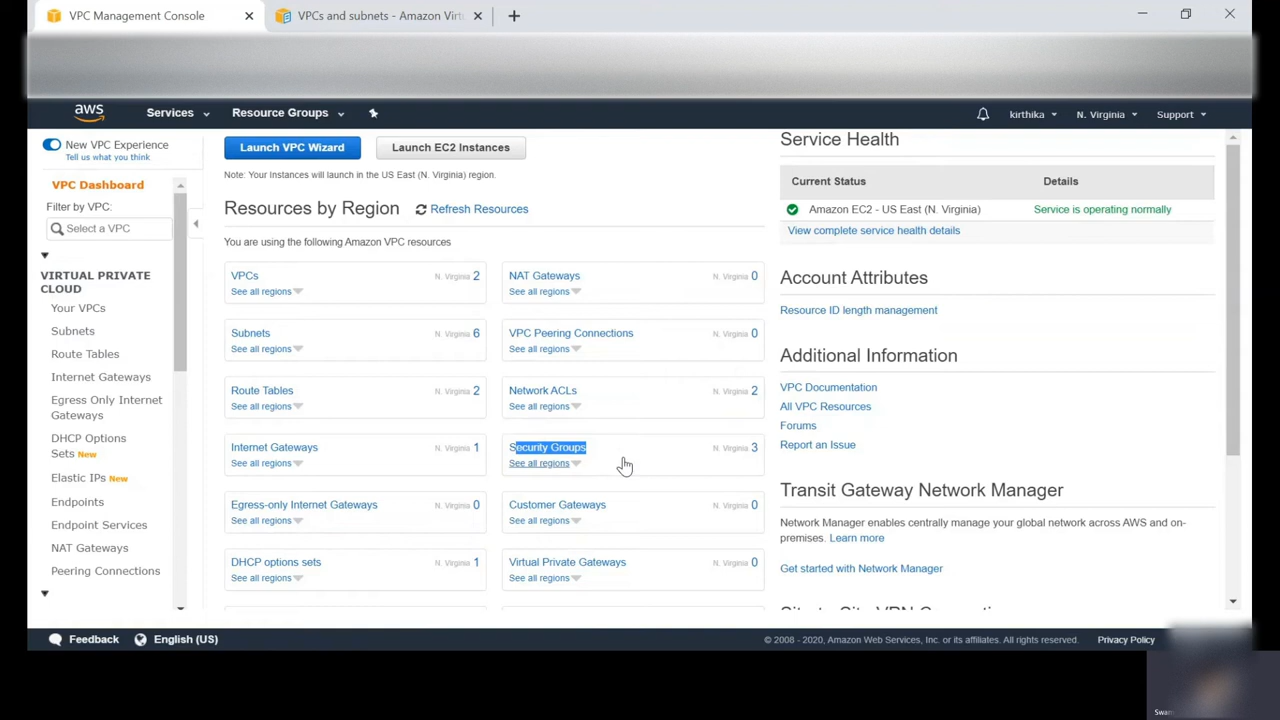 VPC Management Console
VPCs and subnets - Amazon Virtu
aws
Services
Resource Groups
kirthika
N. Virginia
Support
New VPC Experience
Tell us what you think
VPC Dashboard
Filter by VPC:
Select a VPC
VIRTUAL PRIVATE
CLOUD
Your VPCs
Subnets
Route Tables
Internet Gateways
Egress Only Internet
Gateways
DHCP Options
Sets New
Elastic IPs New
Endpoints
Endpoint Services
NAT Gateways
Peering Connections
Launch VPC Wizard
Launch EC2 Instances
Note: Your Instances will launch in the US East (N. Virginia) region.
Resources by Region
Refresh Resources
You are using the following Amazon VPC resources
VPCs N. Virginia 2
See all regions
NAT Gateways N. Virginia 0
See all regions
Subnets N. Virginia 6
See all regions
VPC Peering Connections N. Virginia 0
See all regions
Route Tables N. Virginia 2
See all regions
Network ACLs N. Virginia 2
See all regions
Internet Gateways N. Virginia 1
See all regions
Security Groups N. Virginia 3
See all regions
Egress-only Internet Gateways N. Virginia 0
See all regions
Customer Gateways N. Virginia 0
See all regions
DHCP options sets N. Virginia 1
See all regions
Virtual Private Gateways N. Virginia 0
See all regions
Service Health
Current Status Details
Amazon EC2 - US East (N. Virginia) Service is operating normally
View complete service health details
Account Attributes
Resource ID length management
Additional Information
VPC Documentation
All VPC Resources
Forums
Report an Issue
Transit Gateway Network Manager
Network Manager enables centrally manage your global network across AWS and on-
premises. Learn more
Get started with Network Manager
Feedback
English (US)
© 2008 - 2020, Amazon Web Services, Inc. or its affiliates. All rights reserved.
Privacy Policy